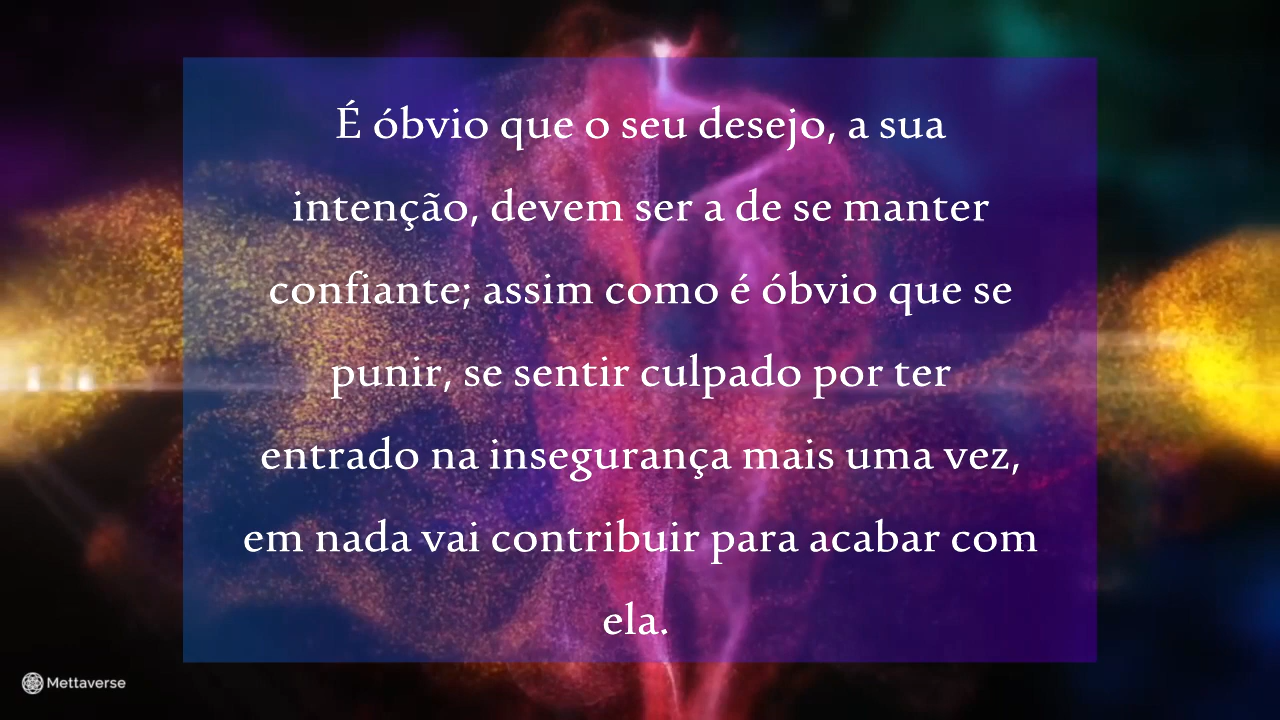 É óbvio que o seu desejo, a sua
intenção, devem ser a de se manter
confiante; assim como é óbvio que se
punir, se sentir culpado por ter
entrado na insegurança mais uma vez,
em nada vai contribuir para acabar com
ela.
Mettaverse